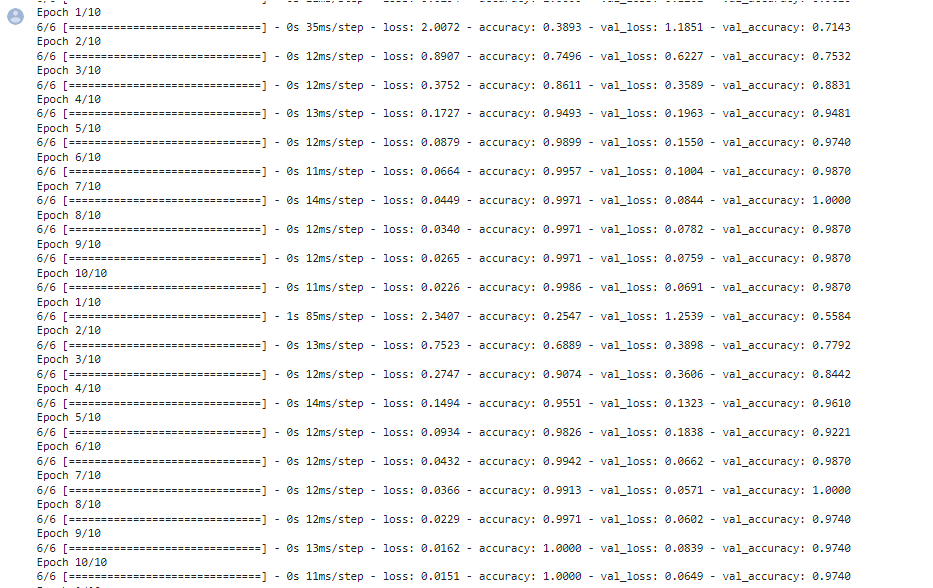 Epoch 1/10
6/6 [==============================] - 0s 35ms/step - loss: 2.0072 - accuracy: 0.3893 - val_loss: 1.1851 - val_accuracy: 0.7143
Epoch 2/10
6/6 [==============================] - 0s 12ms/step - loss: 0.8907 - accuracy: 0.7496 - val_loss: 0.6227 - val_accuracy: 0.7532
Epoch 3/10
6/6 [==============================] - 0s 12ms/step - loss: 0.3752 - accuracy: 0.8611 - val_loss: 0.3589 - val_accuracy: 0.8831
Epoch 4/10
6/6 [==============================] - 0s 13ms/step - loss: 0.1727 - accuracy: 0.9493 - val_loss: 0.1963 - val_accuracy: 0.9481
Epoch 5/10
6/6 [==============================] - 0s 12ms/step - loss: 0.0879 - accuracy: 0.9899 - val_loss: 0.1550 - val_accuracy: 0.9740
Epoch 6/10
6/6 [==============================] - 0s 11ms/step - loss: 0.0664 - accuracy: 0.9957 - val_loss: 0.1004 - val_accuracy: 0.9870
Epoch 7/10
6/6 [==============================] - 0s 14ms/step - loss: 0.0449 - accuracy: 0.9971 - val_loss: 0.0844 - val_accuracy: 1.0000
Epoch 8/10
6/6 [==============================] - 0s 12ms/step - loss: 0.0340 - accuracy: 0.9971 - val_loss: 0.0782 - val_accuracy: 0.9870
Epoch 9/10
6/6 [==============================] - 0s 12ms/step - loss: 0.0265 - accuracy: 0.9971 - val_loss: 0.0759 - val_accuracy: 0.9870
Epoch 10/10
6/6 [==============================] - 0s 11ms/step - loss: 0.0226 - accuracy: 0.9986 - val_loss: 0.0691 - val_accuracy: 0.9870
Epoch 1/10
6/6 [==============================] - 1s 85ms/step - loss: 2.3407 - accuracy: 0.2547 - val_loss: 1.2539 - val_accuracy: 0.5584
Epoch 2/10
6/6 [==============================] - 0s 13ms/step - loss: 0.7523 - accuracy: 0.6889 - val_loss: 0.3898 - val_accuracy: 0.7792
Epoch 3/10
6/6 [==============================] - 0s 12ms/step - loss: 0.2747 - accuracy: 0.9074 - val_loss: 0.3606 - val_accuracy: 0.8442
Epoch 4/10
6/6 [==============================] - 0s 14ms/step - loss: 0.1494 - accuracy: 0.9551 - val_loss: 0.1323 - val_accuracy: 0.9610
Epoch 5/10
6/6 [==============================] - 0s 12ms/step - loss: 0.0934 - accuracy: 0.9826 - val_loss: 0.1838 - val_accuracy: 0.9221
Epoch 6/10
6/6 [==============================] - 0s 12ms/step - loss: 0.0432 - accuracy: 0.9942 - val_loss: 0.0662 - val_accuracy: 0.9870
Epoch 7/10
6/6 [==============================] - 0s 12ms/step - loss: 0.0366 - accuracy: 0.9913 - val_loss: 0.0571 - val_accuracy: 1.0000
Epoch 8/10
6/6 [==============================] - 0s 12ms/step - loss: 0.0229 - accuracy: 0.9971 - val_loss: 0.0602 - val_accuracy: 0.9740
Epoch 9/10
6/6 [==============================] - 0s 13ms/step - loss: 0.0162 - accuracy: 1.0000 - val_loss: 0.0839 - val_accuracy: 0.9740
Epoch 10/10
6/6 [==============================] - 0s 11ms/step - loss: 0.0151 - accuracy: 1.0000 - val_loss: 0.0649 - val_accuracy: 0.9740